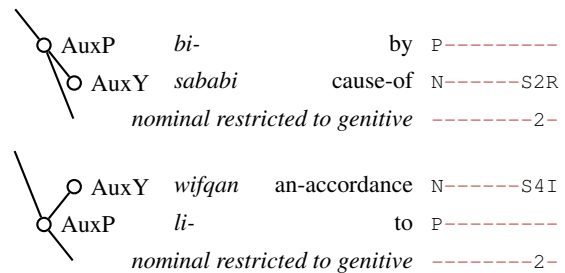 AuxP bi- by P---------
AuxY sababi cause-of N------S2R
nominal restricted to genitive --------2-
AuxY wifqan an-accordance N------S4I
AuxP li- to P---------
nominal restricted to genitive --------2-